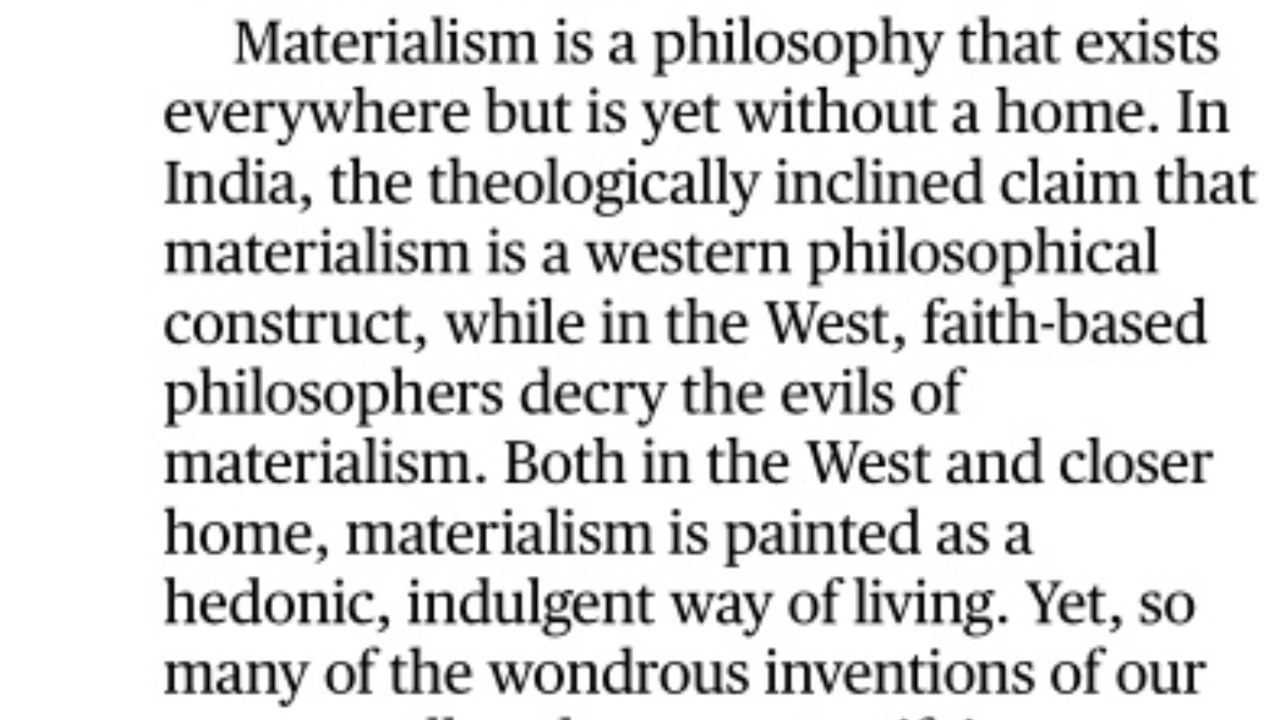 Materialism is a philosophy that exists
everywhere but is yet without a home. In
India, the theologically inclined claim that
materialism is a western philosophical
construct, while in the West, faith-based
philosophers decry the evils of
materialism. Both in the West and closer
home, materialism is painted as a
hedonic, indulgent way of living. Yet, so
many of the wondrous inventions of our